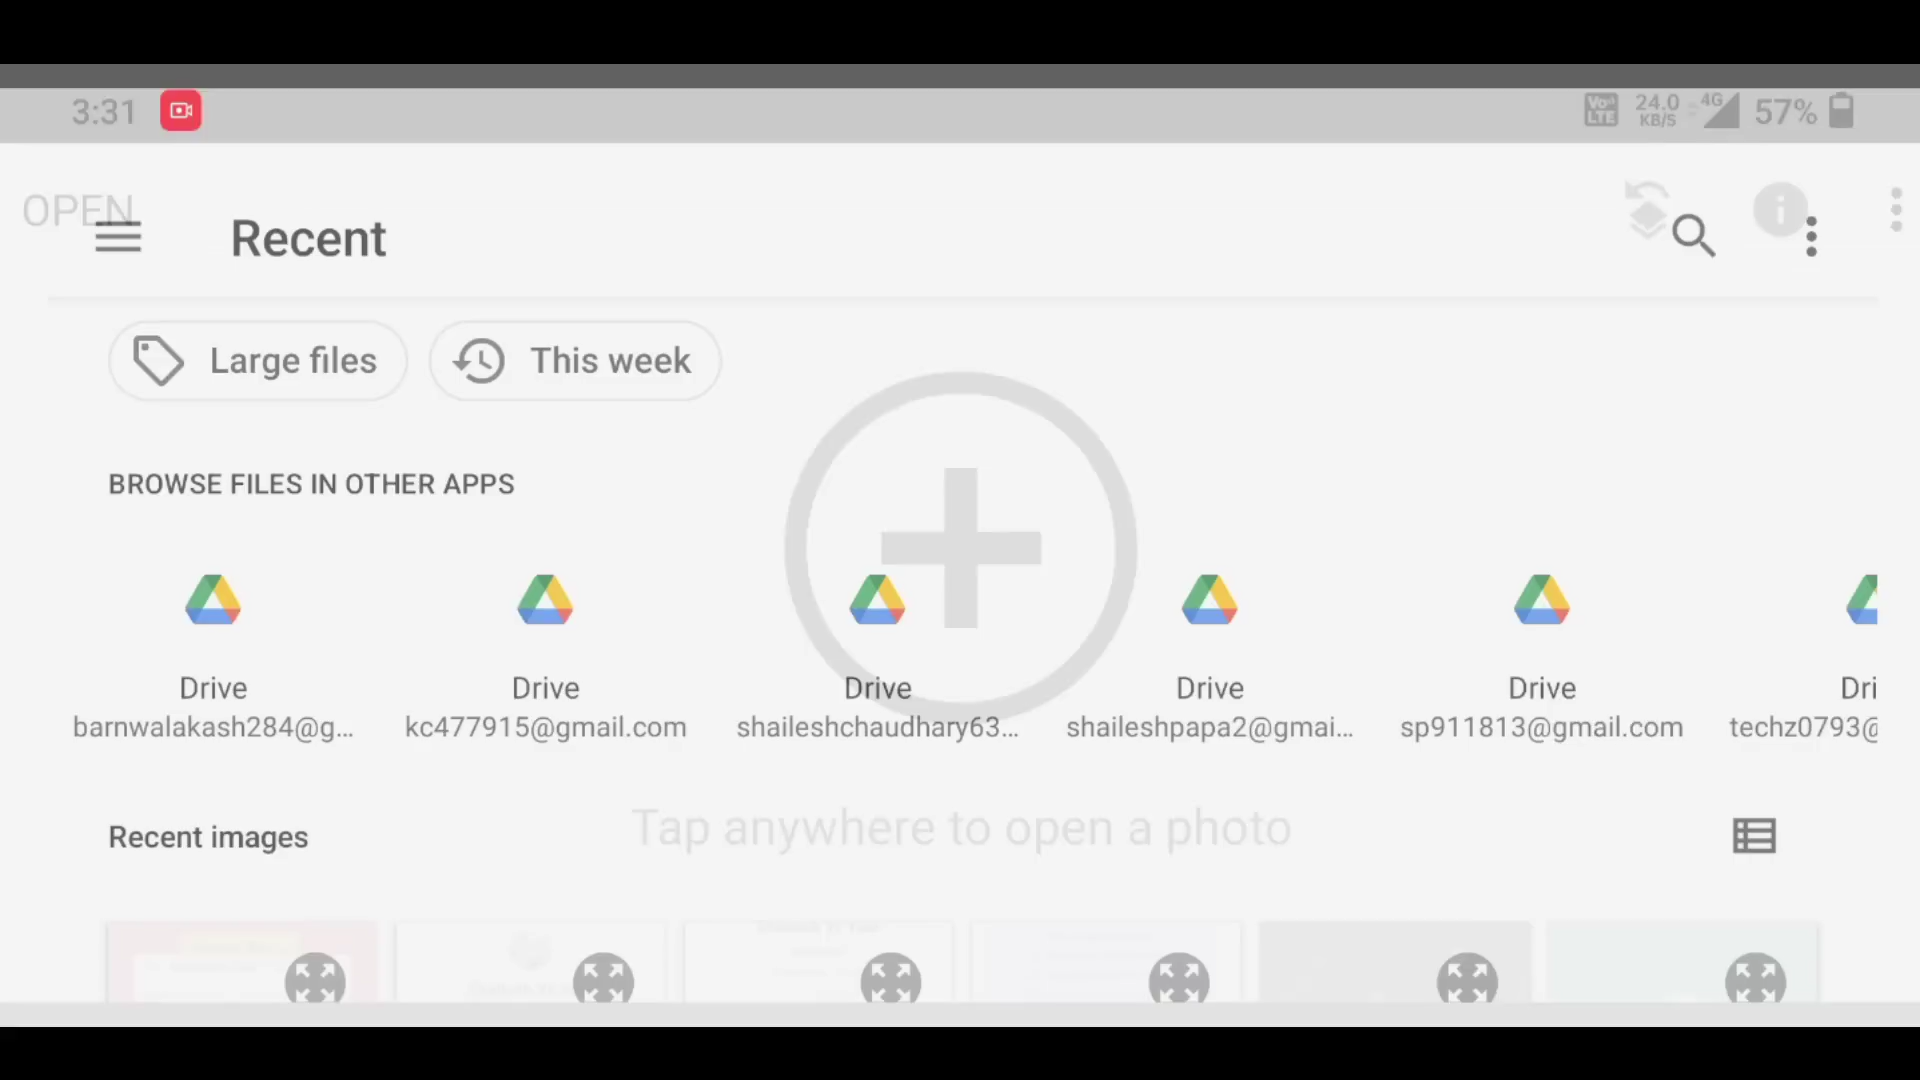 3:31
Vo LTE 24.0 KB/S 4G 57%
OPEN
Recent
Large files
This week
BROWSE FILES IN OTHER APPS
Drive
barnwalakash284@g...
Drive
kc477915@gmail.com
Drive
shaileshchaudhary63...
Drive
shaileshpapa2@gmai...
Drive
sp911813@gmail.com
Dri
techz0793@
Tap anywhere to open a photo
Recent images